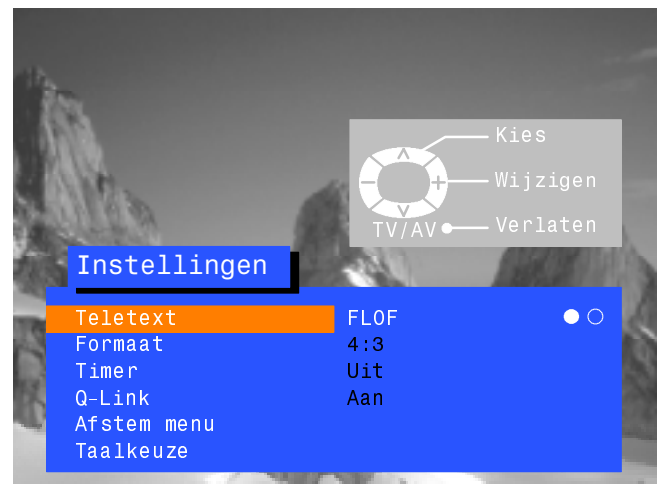 Kies
Wijzigen
TV/AV Verlaten
Instellingen
Teletext FLOF
Formaat 4:3
Timer Uit
Q-Link Aan
Afstem menu
Taalkeuze